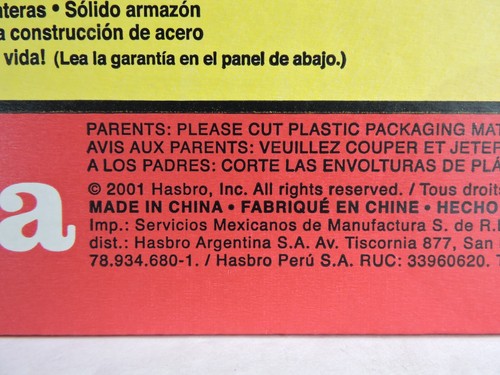 ateras • Sólido armazón
a construcción de acero
vida! (Lea la garantía en el panel de abajo.)
PARENTS: PLEASE CUT PLASTIC PACKAGING MAT
AVIS AUX PARENTS: VEUILLEZ COUPER ET JETER
A LOS PADRES: CORTE LAS ENVOLTURAS DE PLÁ
a
© 2001 Hasbro, Inc. All rights reserved. / Tous droits
MADE IN CHINA • FABRIQUÉ EN CHINE • HECHO
Imp.: Servicios Mexicanos de Manufactura S. de R.
dist.: Hasbro Argentina S.A. Av. Tiscornia 877, San
78.934.680-1. / Hasbro Perú S.A. RUC: 33960620.